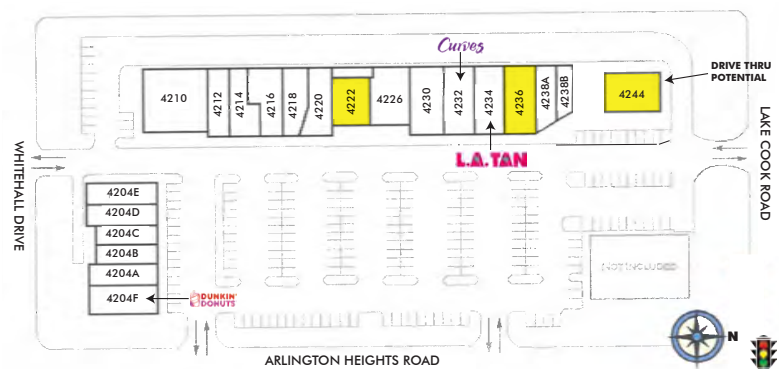 Curves
DRIVE THRU
POTENTIAL
4210
4212
4214
4216
4218
4220
4222
4226
4230
4232
4234
4236
4238A
4238B
4244
L.A. TAN
WHITEHALL DRIVE
LAKE COOK ROAD
4204E
4204D
4204C
4204B
4204A
4204F
DUNKIN'
DONUTS
NOT INCLUDED
N
ARLINGTON HEIGHTS ROAD